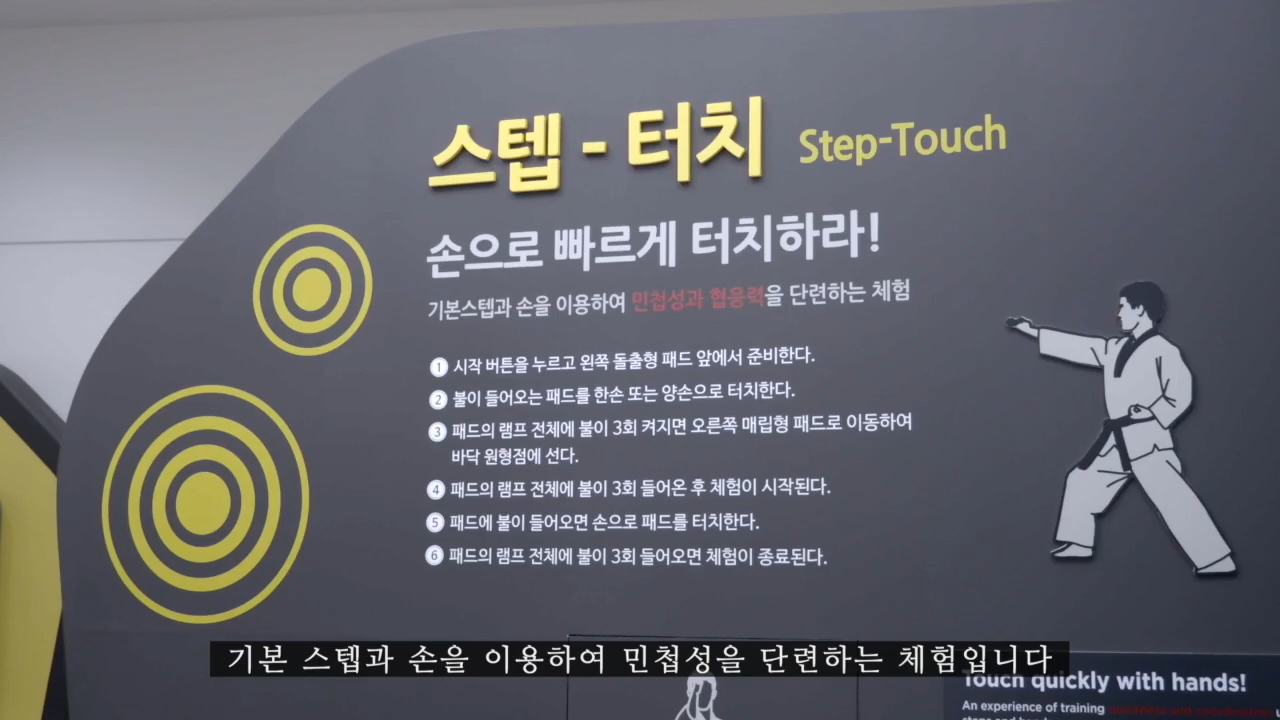 스텝 - 터치 Step-Touch
손으로 빠르게 터치하라!
기본스텝과 손을 이용하여 민첩성과 협응력을 단련하는 체험
1 시작 버튼을 누르고 왼쪽 돌출형 패드 앞에서 준비한다.
2 불이 들어오는 패드를 한손 또는 양손으로 터치한다.
3 패드의 램프 전체에 불이 3회 켜지면 오른쪽 매립형 패드로 이동하여
바닥 원형점에 선다.
4 패드의 램프 전체에 불이 3회 들어온 후 체험이 시작된다.
5 패드에 불이 들어오면 손으로 패드를 터치한다.
6 패드의 램프 전체에 불이 3회 들어오면 체험이 종료된다.
기본 스텝과 손을 이용하여 민첩성을 단련하는 체험입니다
Touch quickly with hands!
An experience of training